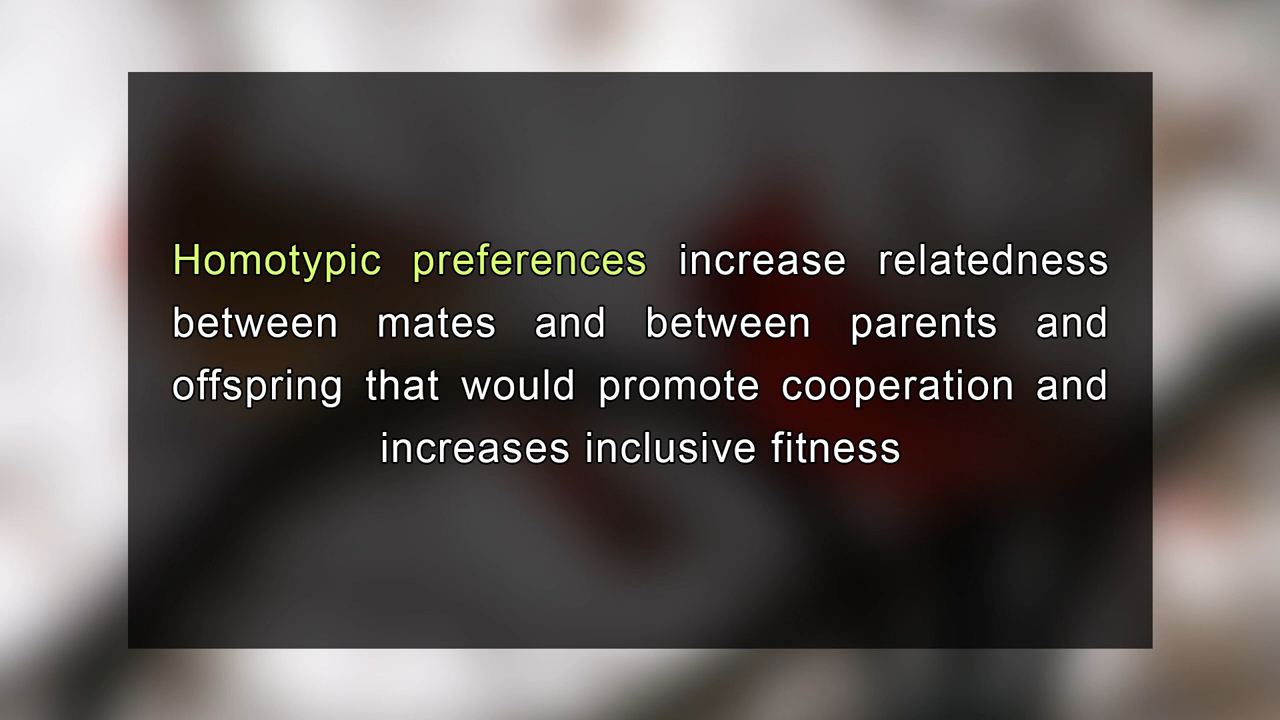 Homotypic preferences increase relatedness
between mates and between parents and
offspring that would promote cooperation and
increases inclusive fitness